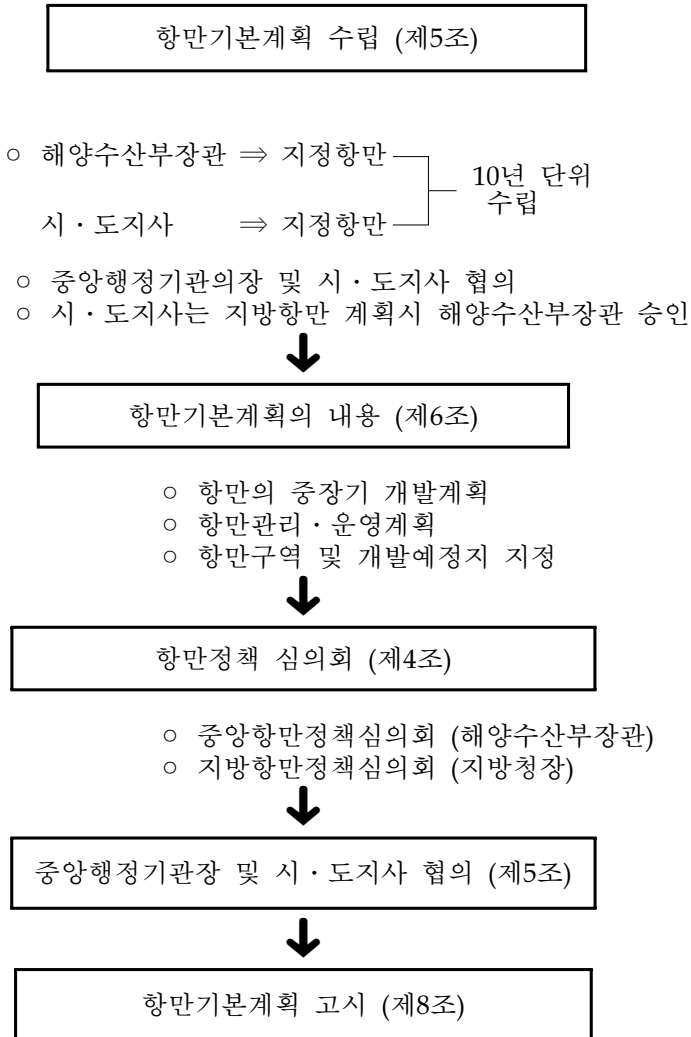 항만기본계획 수립 (제5조)
○ 해양수산부장관 ⇒ 지정항만
10년 단위
수립
시・도지사 ⇒ 지정항만
○ 중앙행정기관의장 및 시・도지사 협의
○ 시・도지사는 지방항만 계획시 해양수산부장관 승인
항만기본계획의 내용 (제6조)
○ 항만의 중장기 개발계획
○ 항만관리・운영계획
○ 항만구역 및 개발예정지 지정
항만정책 심의회 (제4조)
○ 중앙항만정책심의회 (해양수산부장관)
○ 지방항만정책심의회 (지방청장)
중앙행정기관장 및 시・도지사 협의 (제5조)
항만기본계획 고시 (제8조)